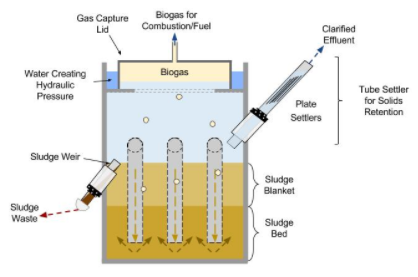 Gas Capture
Lid
Biogas for
Combustion/Fuel
Clarified
Effluent
Water Creating
Hydraulic
Pressure
Biogas
Plate
Settlers
Tube Settler
for Solids
Retention
Sludge Weir
Sludge
Waste
Sludge
Blanket
Sludge
Bed